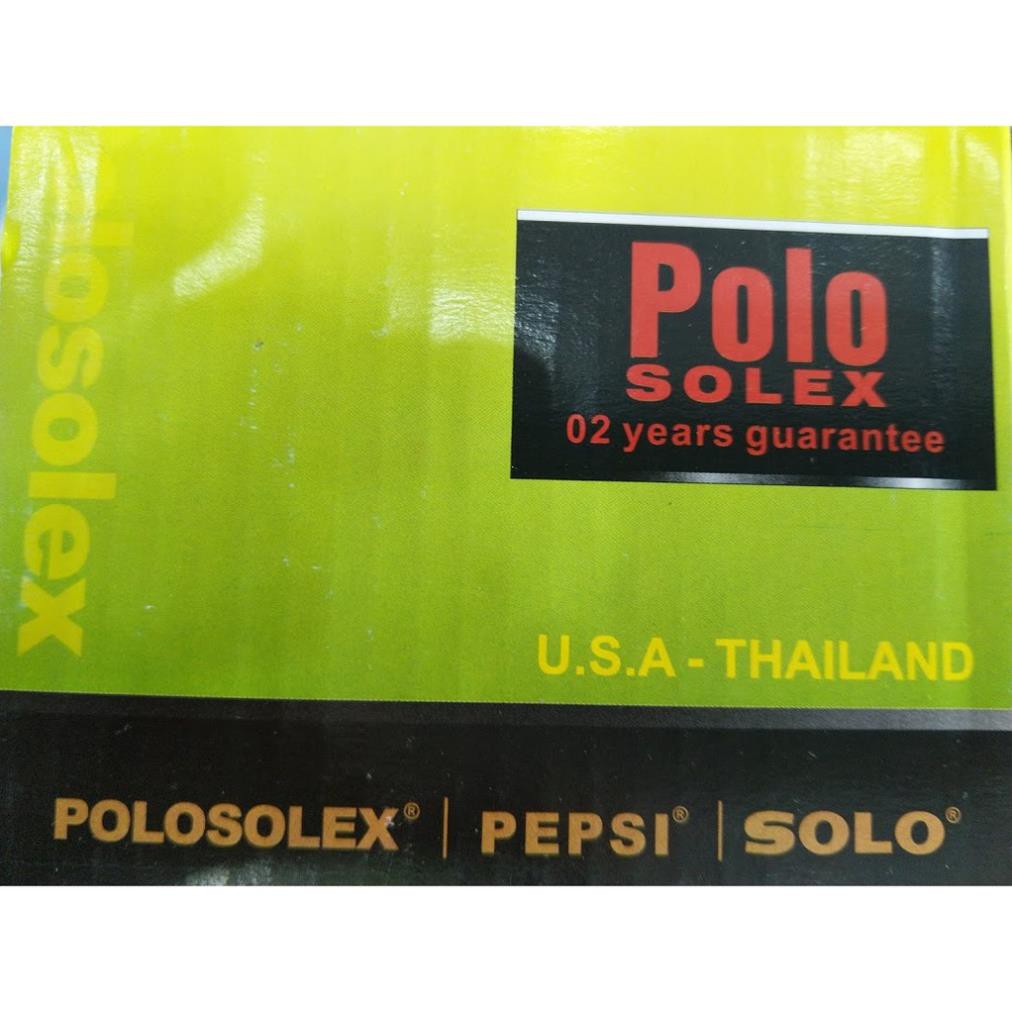 Polo
SOLEX
02 years guarantee
polosolex
U.S.A - THAILAND
POLOSOLEX® | PEPSI® | SOLO®